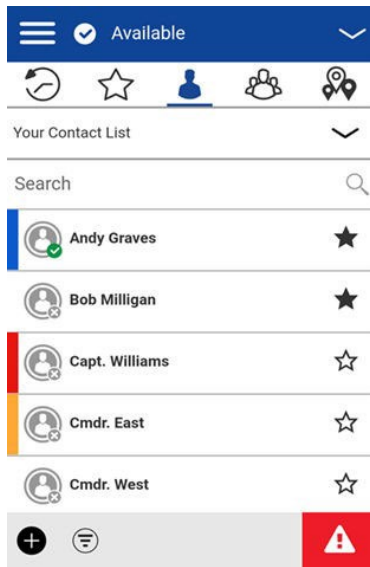 Available
Your Contact List
Search
Andy Graves
Bob Milligan
Capt. Williams
Cmdr. East
Cmdr. West